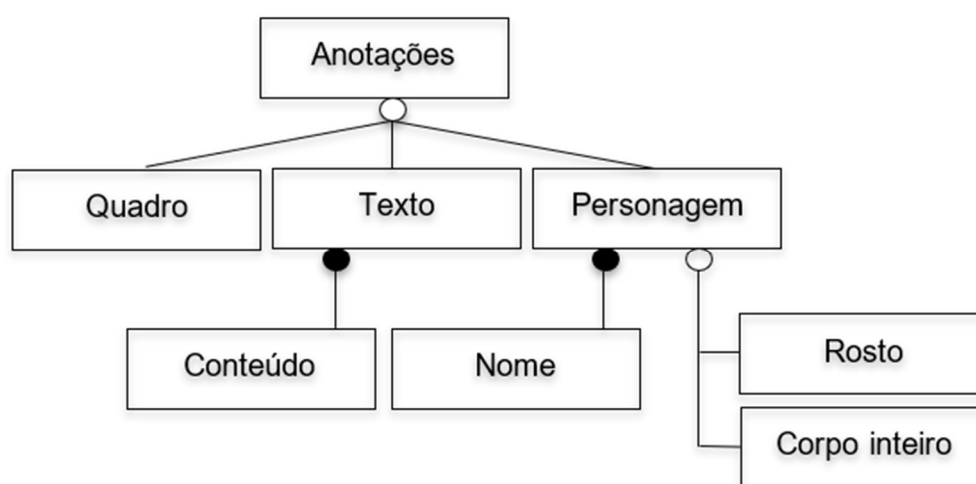 Anotações
Quadro
Texto
Personagem
Conteúdo
Nome
Rosto
Corpo inteiro